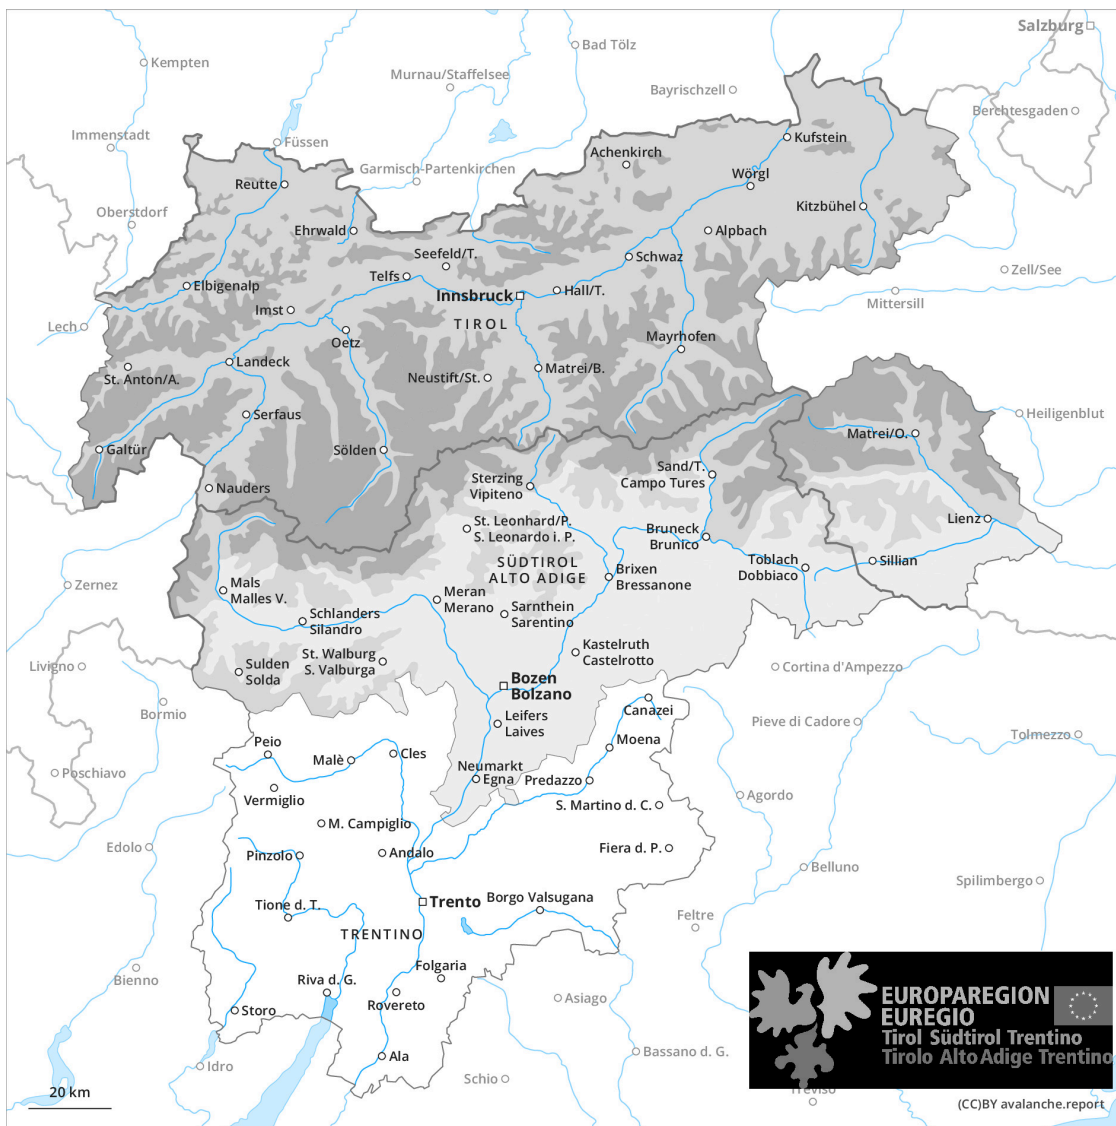 Salzburg
Bad Tölz
Kempten
Murnau/Staffelsee
Bayrischzell
Berchtesgaden
Immenstadt
Füssen
Kufstein
Achenkirch
Garmisch-Partenkirchen
Wörgl
Reutte
Kitzbühel
Oberstdorf
Ehrwald
Alpbach
Seefeld/T.
Schwaz
Telfs
Zell/See
Elbigenalp
Hall/T.
Innsbruck
Mittersill
Imst
TIROL
Lech
Oetz
Mayrhofen
Landeck
Matrei/B.
St. Anton/A.
Neustift/St.
Serfaus
Heiligenblut
Matrei/O.
Galtür
Sölden
Sand/T.
Campo Tures
Sterzing
Vipiteno
Nauders
Lienz
St. Leonhard/P.
S. Leonardo i. P.
Bruneck
Brunico
SÜDTIROL
ALTO ADIGE
Toblach
Dobbiaco
Sillian
Brixen
Bressanone
Zernez
Mals
Malles V.
Meran
Merano
Sarnthein
Sarentino
Schlanders
Silandro
Kastelruth
Castelrotto
St. Walburg
S. Valburga
Livigno
Sulden
Solda
Cortina d'Ampezzo
Bozen
Bolzano
Bormio
Canazei
Leifers
Laives
Pieve di Cadore
Tolmezzo
Peio
Moena
Malè
Cles
Poschiavo
Neumarkt
Egna
Predazzo
Vermiglio
Agordo
S. Martino d. C.
M. Campiglio
Edolo
Fiera d. P.
Pinzolo
Andalo
Belluno
Spilimbergo
Tione d. T.
Trento
Borgo Valsugana
Feltre
TRENTINO
Folgaria
Bienno
Riva d. G.
Rovereto
Asiago
Storo
EUROPAREGION
EUREGIO
Tirol Südtirol Trentino
Tirolo Alto Adige Trentino
Ala
Bassano d. G.
Idro
Schio
Treviso
20 km
(CC)BY avalanche.report